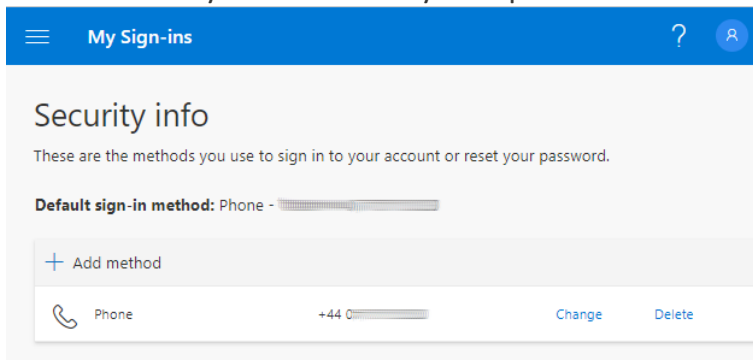 My Sign-ins ?
Security info
These are the methods you use to sign in to your account or reset your password.
Default sign-in method: Phone -
+ Add method
Phone +44 0 Change Delete